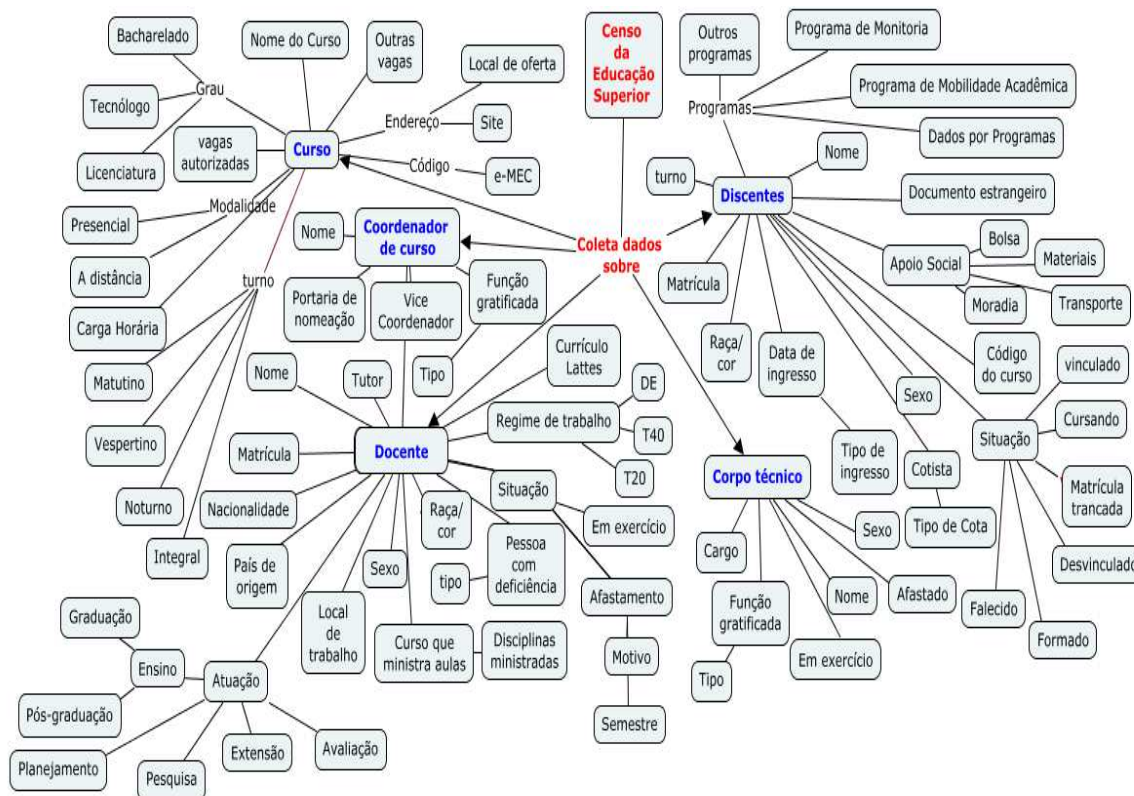 Censo
da
Educação
Superior
Coleta dados
sobre
Curso
Bacharelado
Grau
Tecnólogo
Licenciatura
Nome do Curso
Outras
vagas
vagas
autorizadas
Endereço
Local de oferta
Site
Código
e-MEC
Modalidade
Presencial
A distância
Carga Horária
turno
Matutino
Vespertino
Noturno
Integral
Coordenador
de curso
Nome
Portaria de
nomeação
Vice
Coordenador
Função
gratificada
Tipo
Docente
Nome
Tutor
Currículo
Lattes
Regime de trabalho
DE
T40
T20
Matrícula
Nacionalidade
País de
origem
Local
de
trabalho
Sexo
Raça/
cor
Situação
Em exercício
Afastamento
Motivo
Semestre
Pessoa
com
deficiência
tipo
Curso que
ministra aulas
Disciplinas
ministradas
Atuação
Ensino
Graduação
Pós-graduação
Planejamento
Pesquisa
Extensão
Avaliação
Discentes
Programas
Outros
programas
Programa de Monitoria
Programa de Mobilidade Acadêmica
Dados por Programas
turno
Nome
Documento estrangeiro
Apoio Social
Bolsa
Materiais
Moradia
Transporte
Matrícula
Raça/
cor
Data de
ingresso
Tipo de
ingresso
Sexo
Cotista
Tipo de Cota
Código
do curso
Situação
vinculado
Cursando
Matrícula
trancada
Desvinculado
Formado
Falecido
Corpo técnico
Cargo
Função
gratificada
Tipo
Nome
Em exercício
Afastado
Sexo